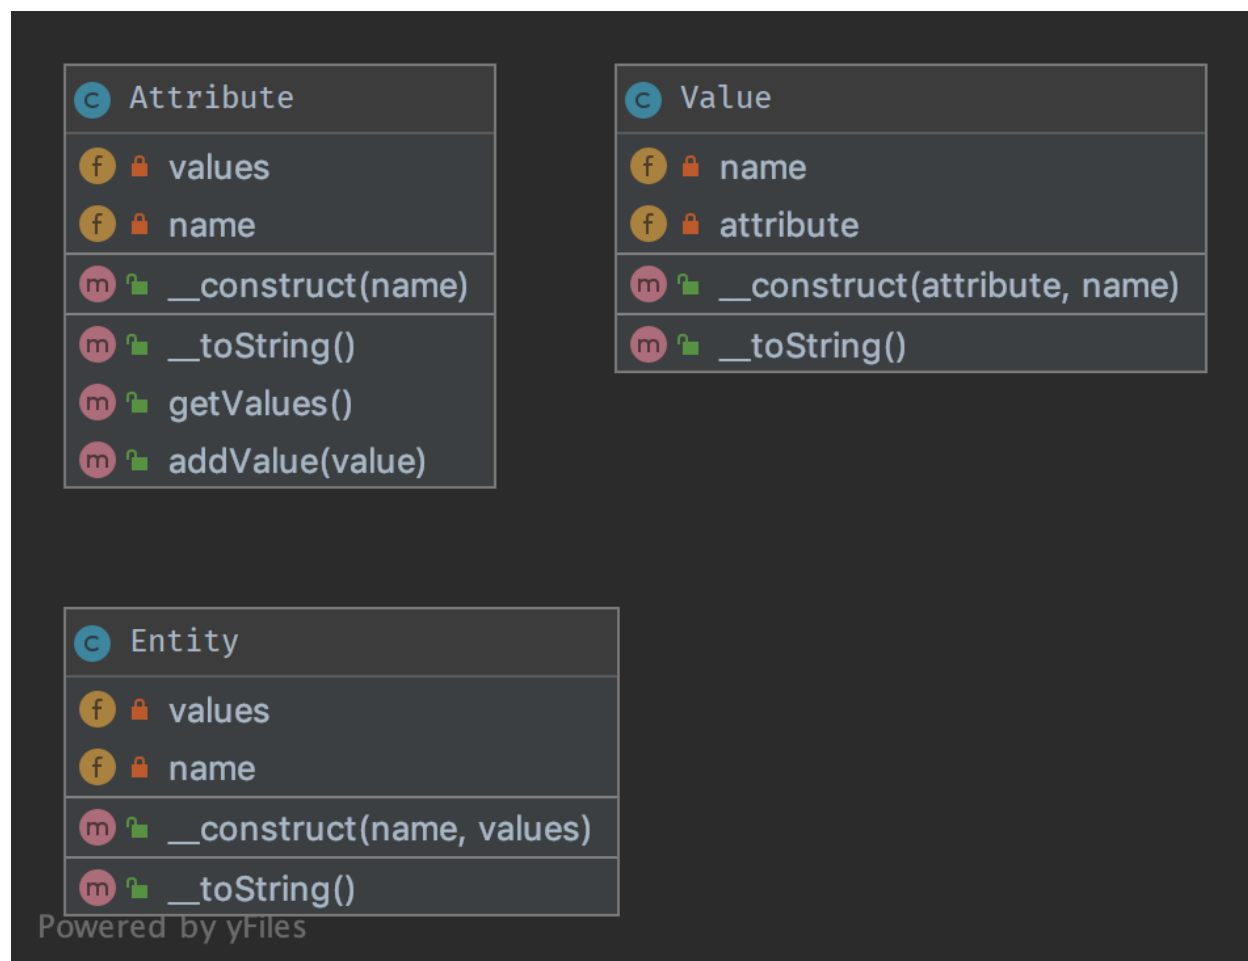 C Attribute
f values
f name
m __construct(name)
m __toString()
m getValues()
m addValue(value)
C Value
f name
f attribute
m __construct(attribute, name)
m __toString()
C Entity
f values
f name
m __construct(name, values)
m __toString()
Powered by yFiles